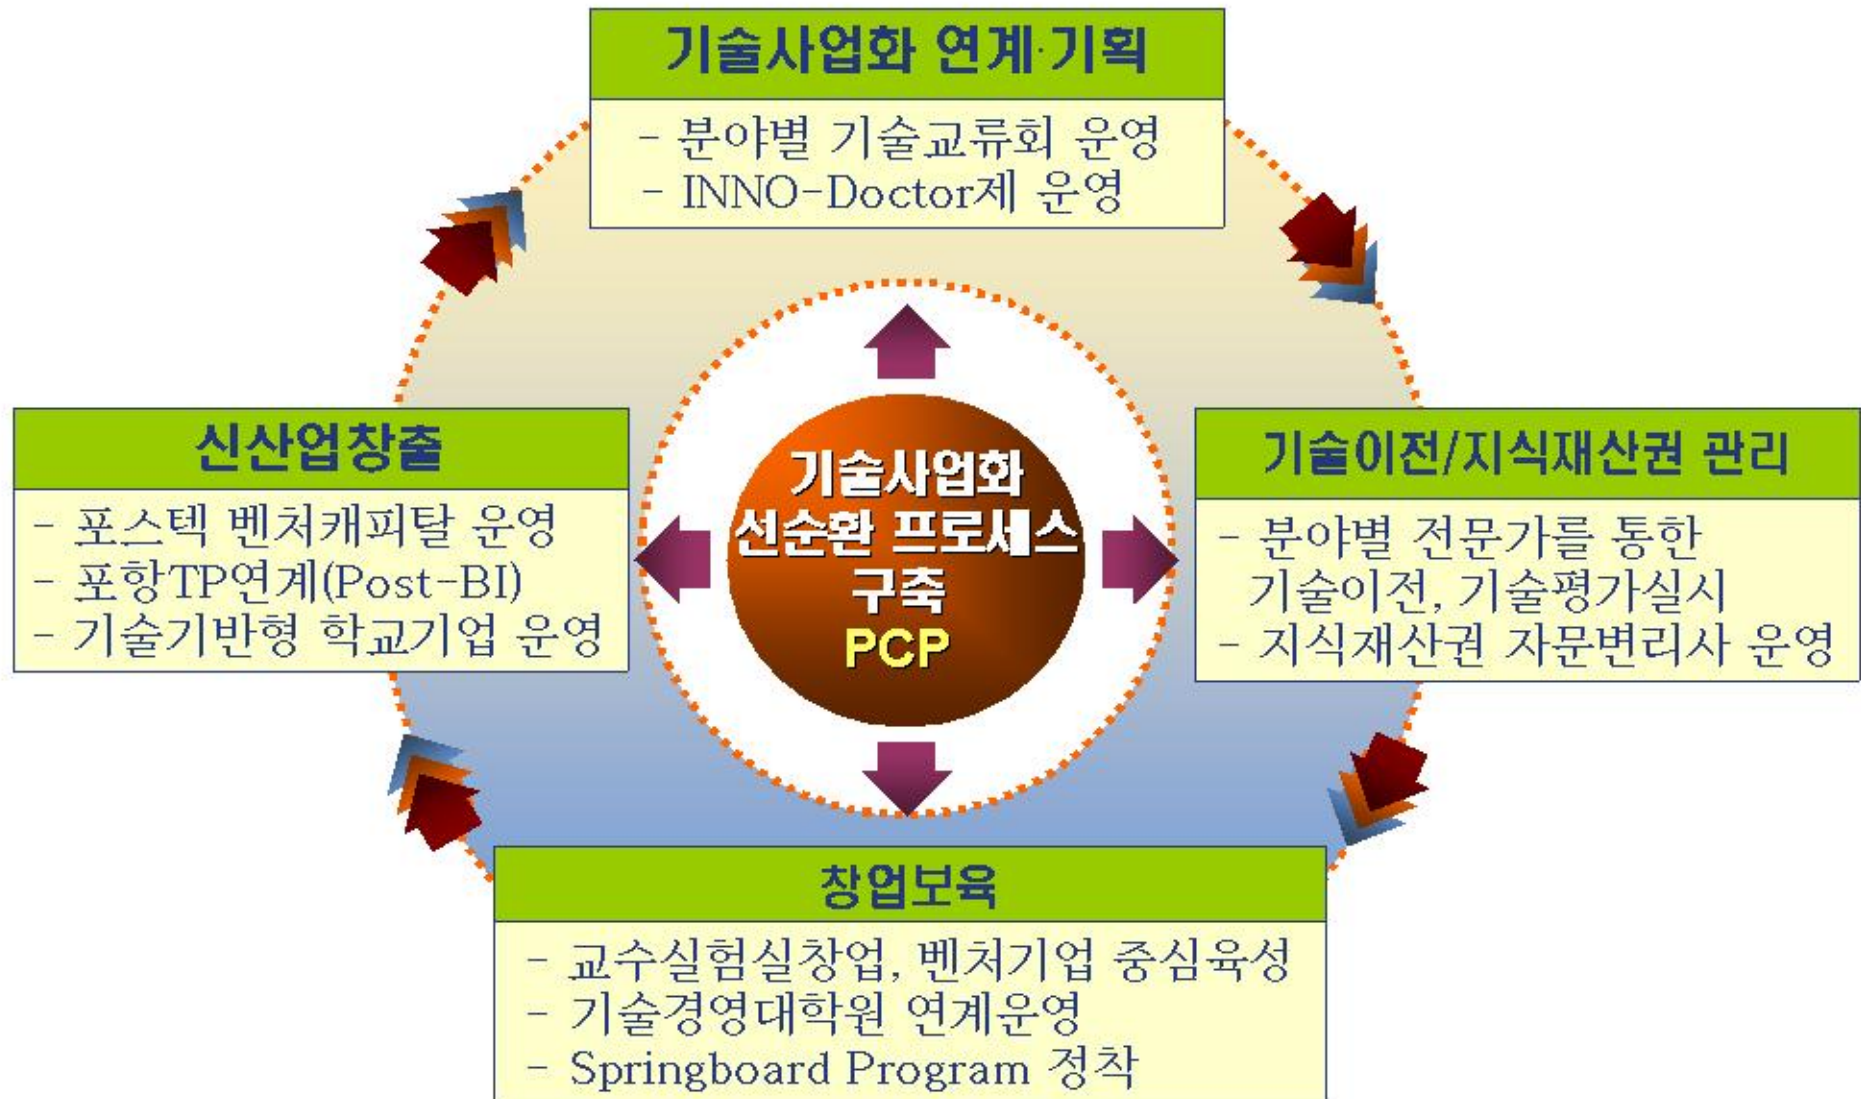 기술사업화 연계·기획
- 분야별 기술교류회 운영
- INNO-Doctor제 운영
신산업창출
- 포스텍 벤처캐피탈 운영
- 포항TP연계(Post-BI)
- 기술기반형 학교기업 운영
기술사업화
선순환 프로세스
구축
PCP
기술이전/지식재산권 관리
- 분야별 전문가를 통한
기술이전, 기술평가실시
- 지식재산권 자문변리사 운영
창업보육
- 교수실험실창업, 벤처기업 중심육성
- 기술경영대학원 연계운영
- Springboard Program 정착